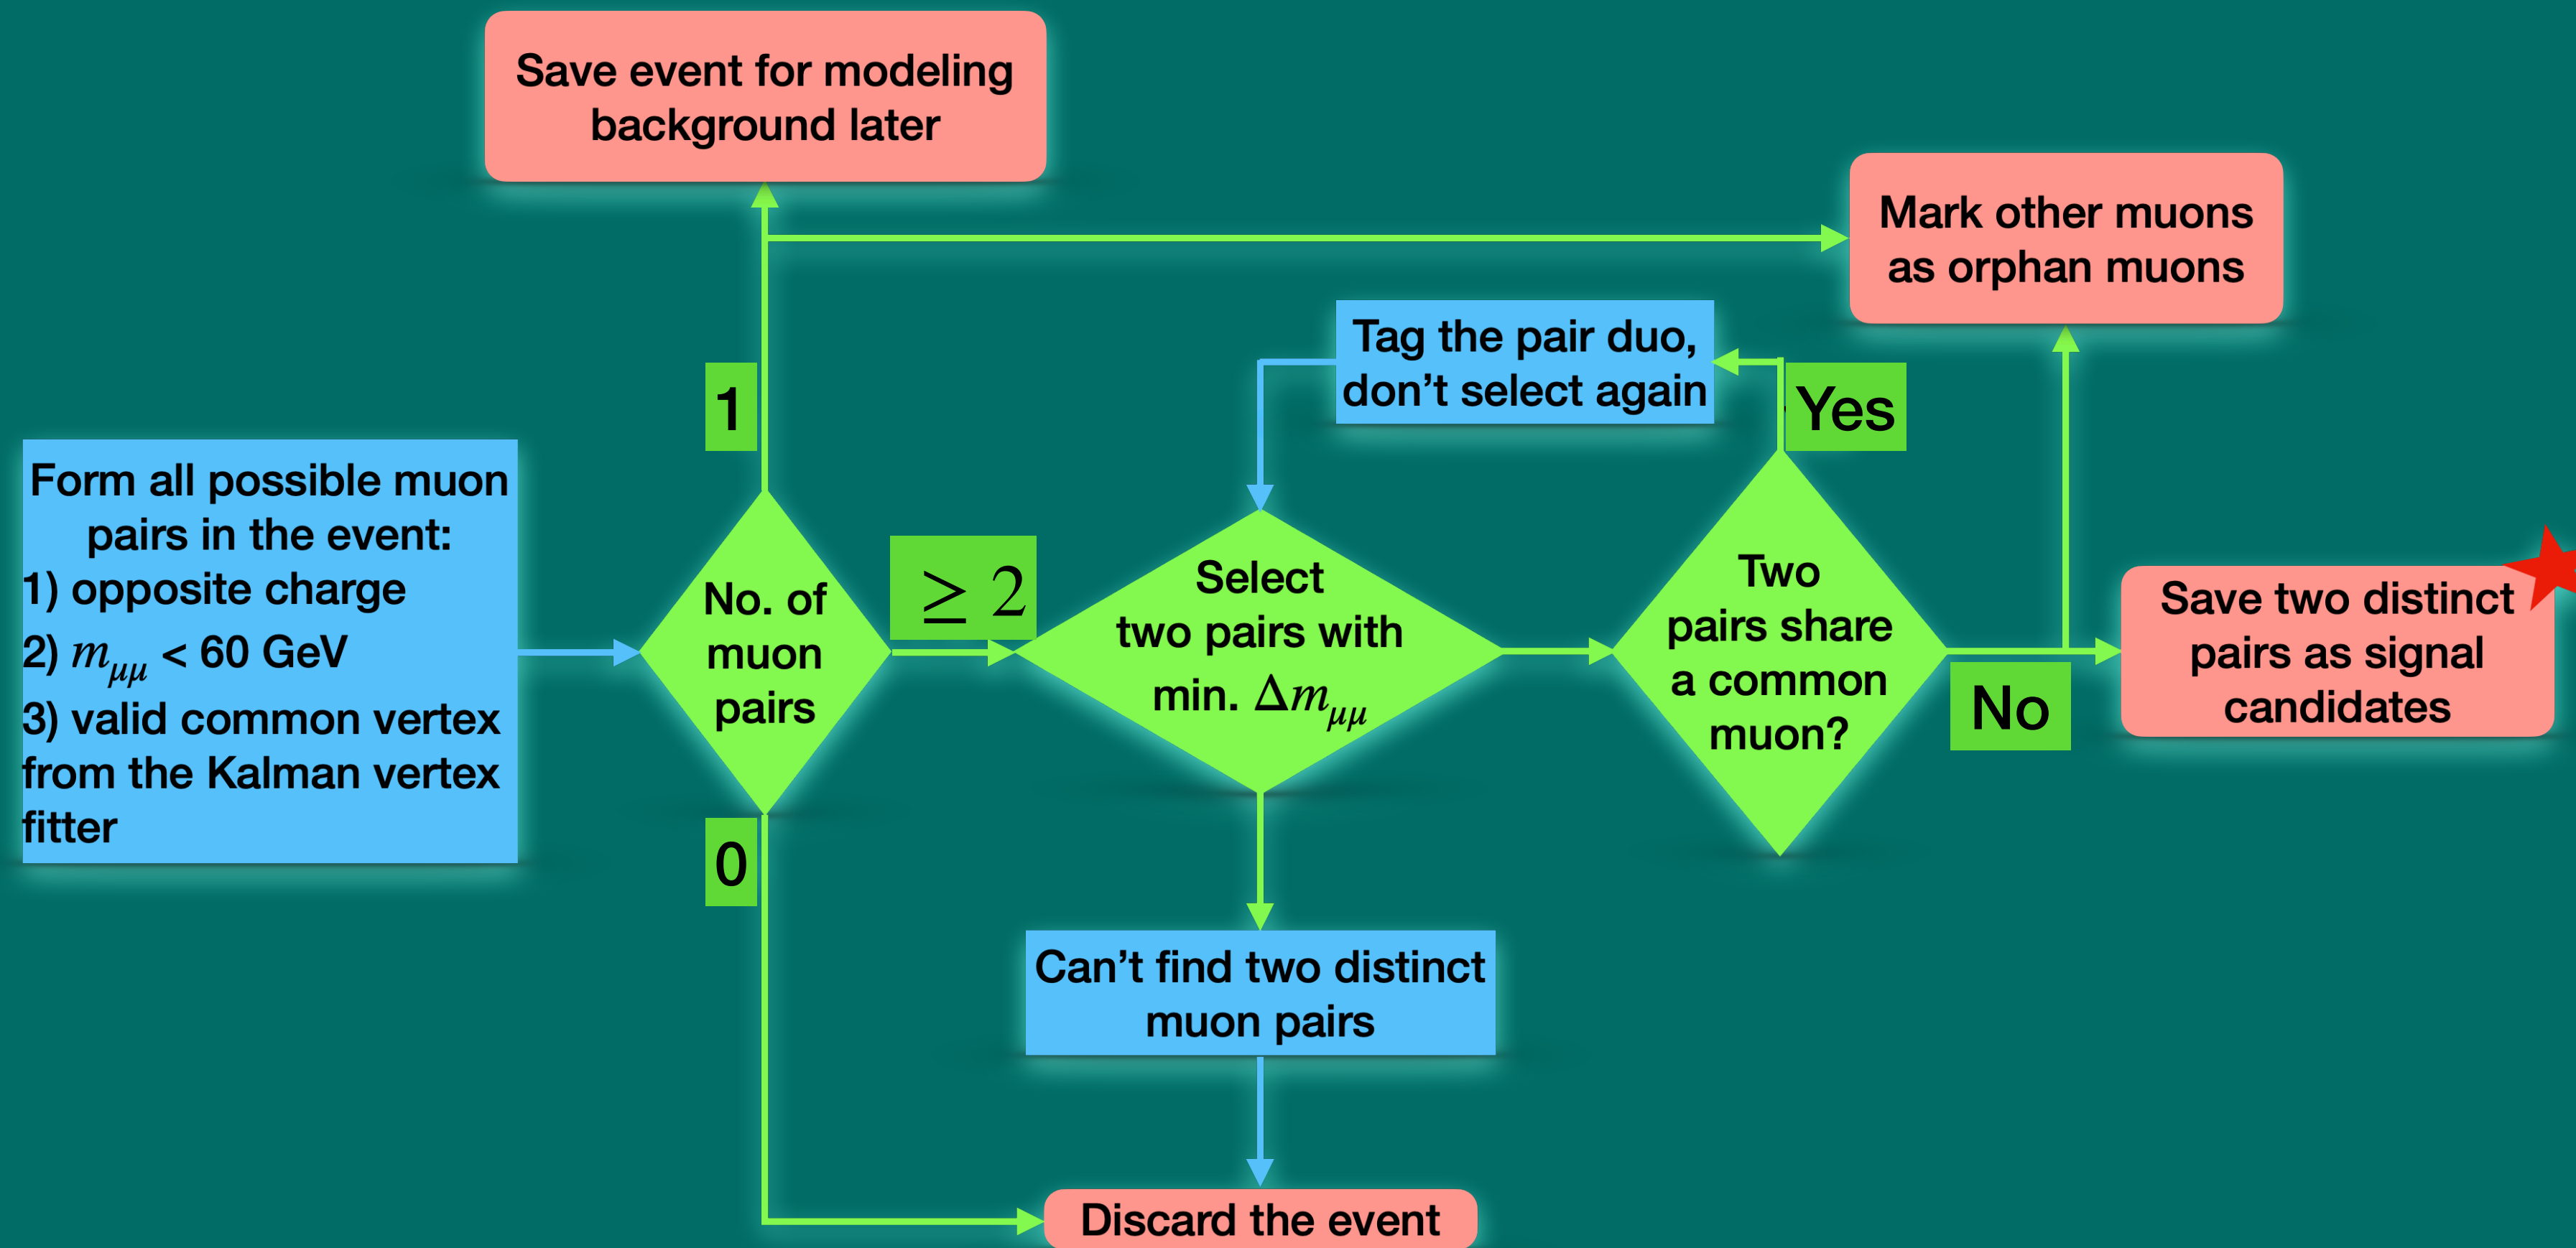 Save event for modeling
background later
Mark other muons
as orphan muons
Tag the pair duo,
don’t select again
1
Yes
Form all possible muon
pairs in the event:
1) opposite charge
2) m_{μμ} < 60 GeV
3) valid common vertex
from the Kalman vertex
fitter
No. of
muon
pairs
≥ 2
Select
two pairs with
min. Δm_{μμ}
Two
pairs share
a common
muon?
No
Save two distinct
pairs as signal
candidates
0
Can’t find two distinct
muon pairs
Discard the event